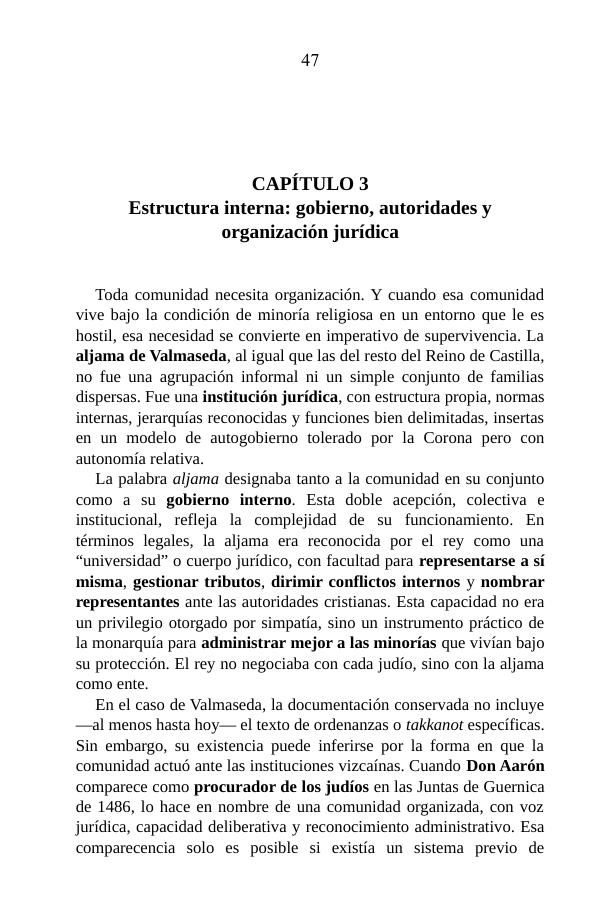 47
CAPÍTULO 3
Estructura interna: gobierno, autoridades y
organización jurídica
Toda comunidad necesita organización. Y cuando esa comunidad
vive bajo la condición de minoría religiosa en un entorno que le es
hostil, esa necesidad se convierte en imperativo de supervivencia. La
aljama de Valmaseda, al igual que las del resto del Reino de Castilla,
no fue una agrupación informal ni un simple conjunto de familias
dispersas. Fue una institución jurídica, con estructura propia, normas
internas, jerarquías reconocidas y funciones bien delimitadas, insertas
en un modelo de autogobierno tolerado por la Corona pero con
autonomía relativa.
La palabra aljama designaba tanto a la comunidad en su conjunto
como a su gobierno interno. Esta doble acepción, colectiva e
institucional, refleja la complejidad de su funcionamiento. En
términos legales, la aljama era reconocida por el rey como una
“universidad” o cuerpo jurídico, con facultad para representarse a sí
misma, gestionar tributos, dirimir conflictos internos y nombrar
representantes ante las autoridades cristianas. Esta capacidad no era
un privilegio otorgado por simpatía, sino un instrumento práctico de
la monarquía para administrar mejor a las minorías que vivían bajo
su protección. El rey no negociaba con cada judío, sino con la aljama
como ente.
En el caso de Valmaseda, la documentación conservada no incluye
—al menos hasta hoy— el texto de ordenanzas o takkanot específicas.
Sin embargo, su existencia puede inferirse por la forma en que la
comunidad actuó ante las instituciones vizcaínas. Cuando Don Aarón
comparece como procurador de los judíos en las Juntas de Guernica
de 1486, lo hace en nombre de una comunidad organizada, con voz
jurídica, capacidad deliberativa y reconocimiento administrativo. Esa
comparecencia solo es posible si existía un sistema previo de